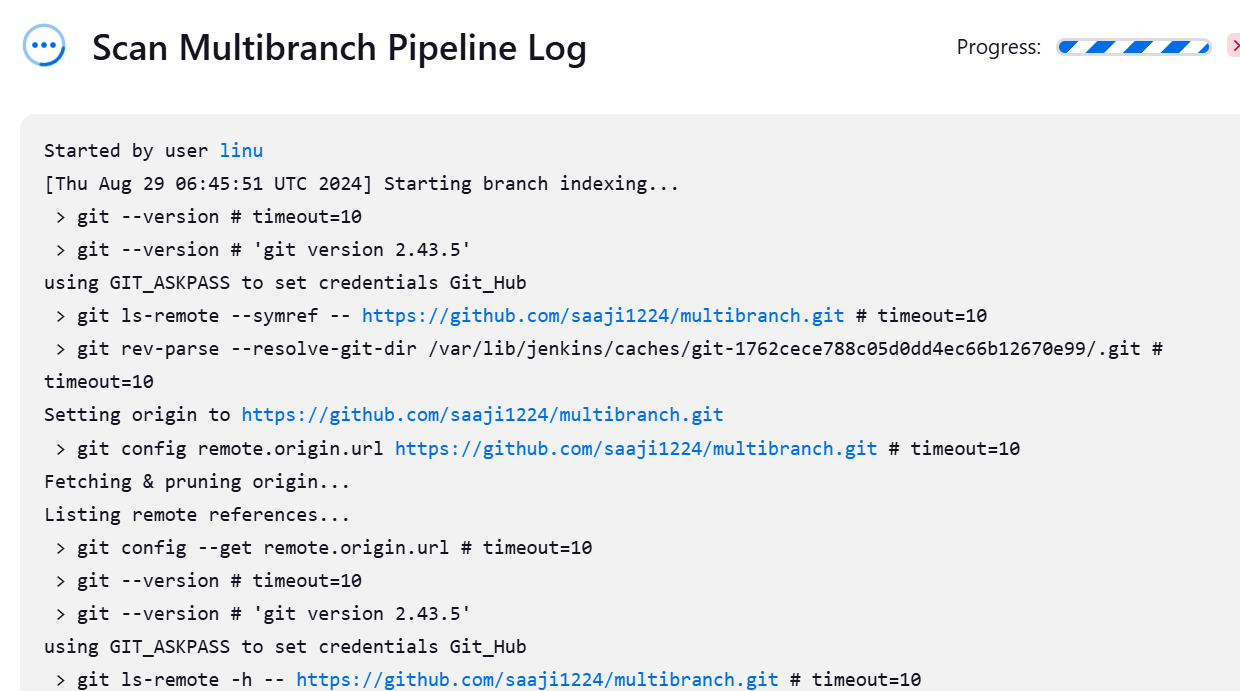 Scan Multibranch Pipeline Log
Progress:
Started by user linu
[Thu Aug 29 06:45:51 UTC 2024] Starting branch indexing...
> git --version # timeout=10
> git --version # 'git version 2.43.5'
using GIT_ASKPASS to set credentials Git_Hub
> git ls-remote --symref -- https://github.com/saaji1224/multibranch.git # timeout=10
> git rev-parse --resolve-git-dir /var/lib/jenkins/caches/git-1762cece788c05d0dd4ec66b12670e99/.git #
timeout=10
Setting origin to https://github.com/saaji1224/multibranch.git
> git config remote.origin.url https://github.com/saaji1224/multibranch.git # timeout=10
Fetching & pruning origin...
Listing remote references...
> git config --get remote.origin.url # timeout=10
> git --version # timeout=10
> git --version # 'git version 2.43.5'
using GIT_ASKPASS to set credentials Git_Hub
> git ls-remote -h -- https://github.com/saaji1224/multibranch.git # timeout=10